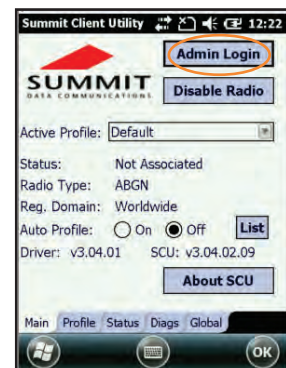 Summit Client Utility 12:22
Admin Login
SUMMIT
DATA COMMUNICATIONS
Disable Radio
Active Profile: Default
Status: Not Associated
Radio Type: ABGN
Reg. Domain: Worldwide
Auto Profile: On Off List
Driver: v3.04.01 SCU: v3.04.02.09
About SCU
Main Profile Status Diags Global
OK